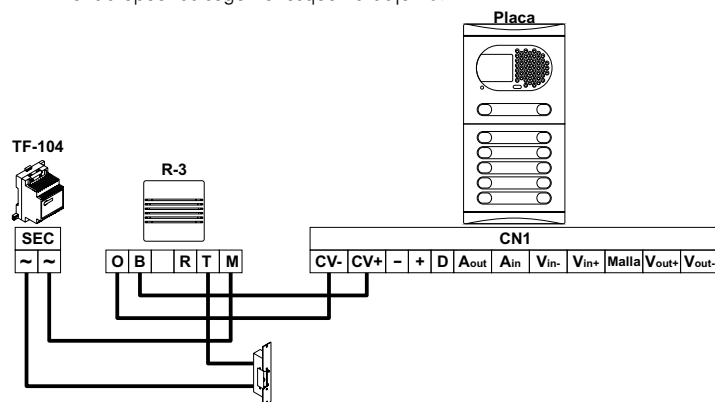 Placa
TF-104
R-3
SEC
CN1
~ ~
O B R T M
CV- CV+ - + D Aout Ain Vin- Vin+ Malla Vout+ Vout-